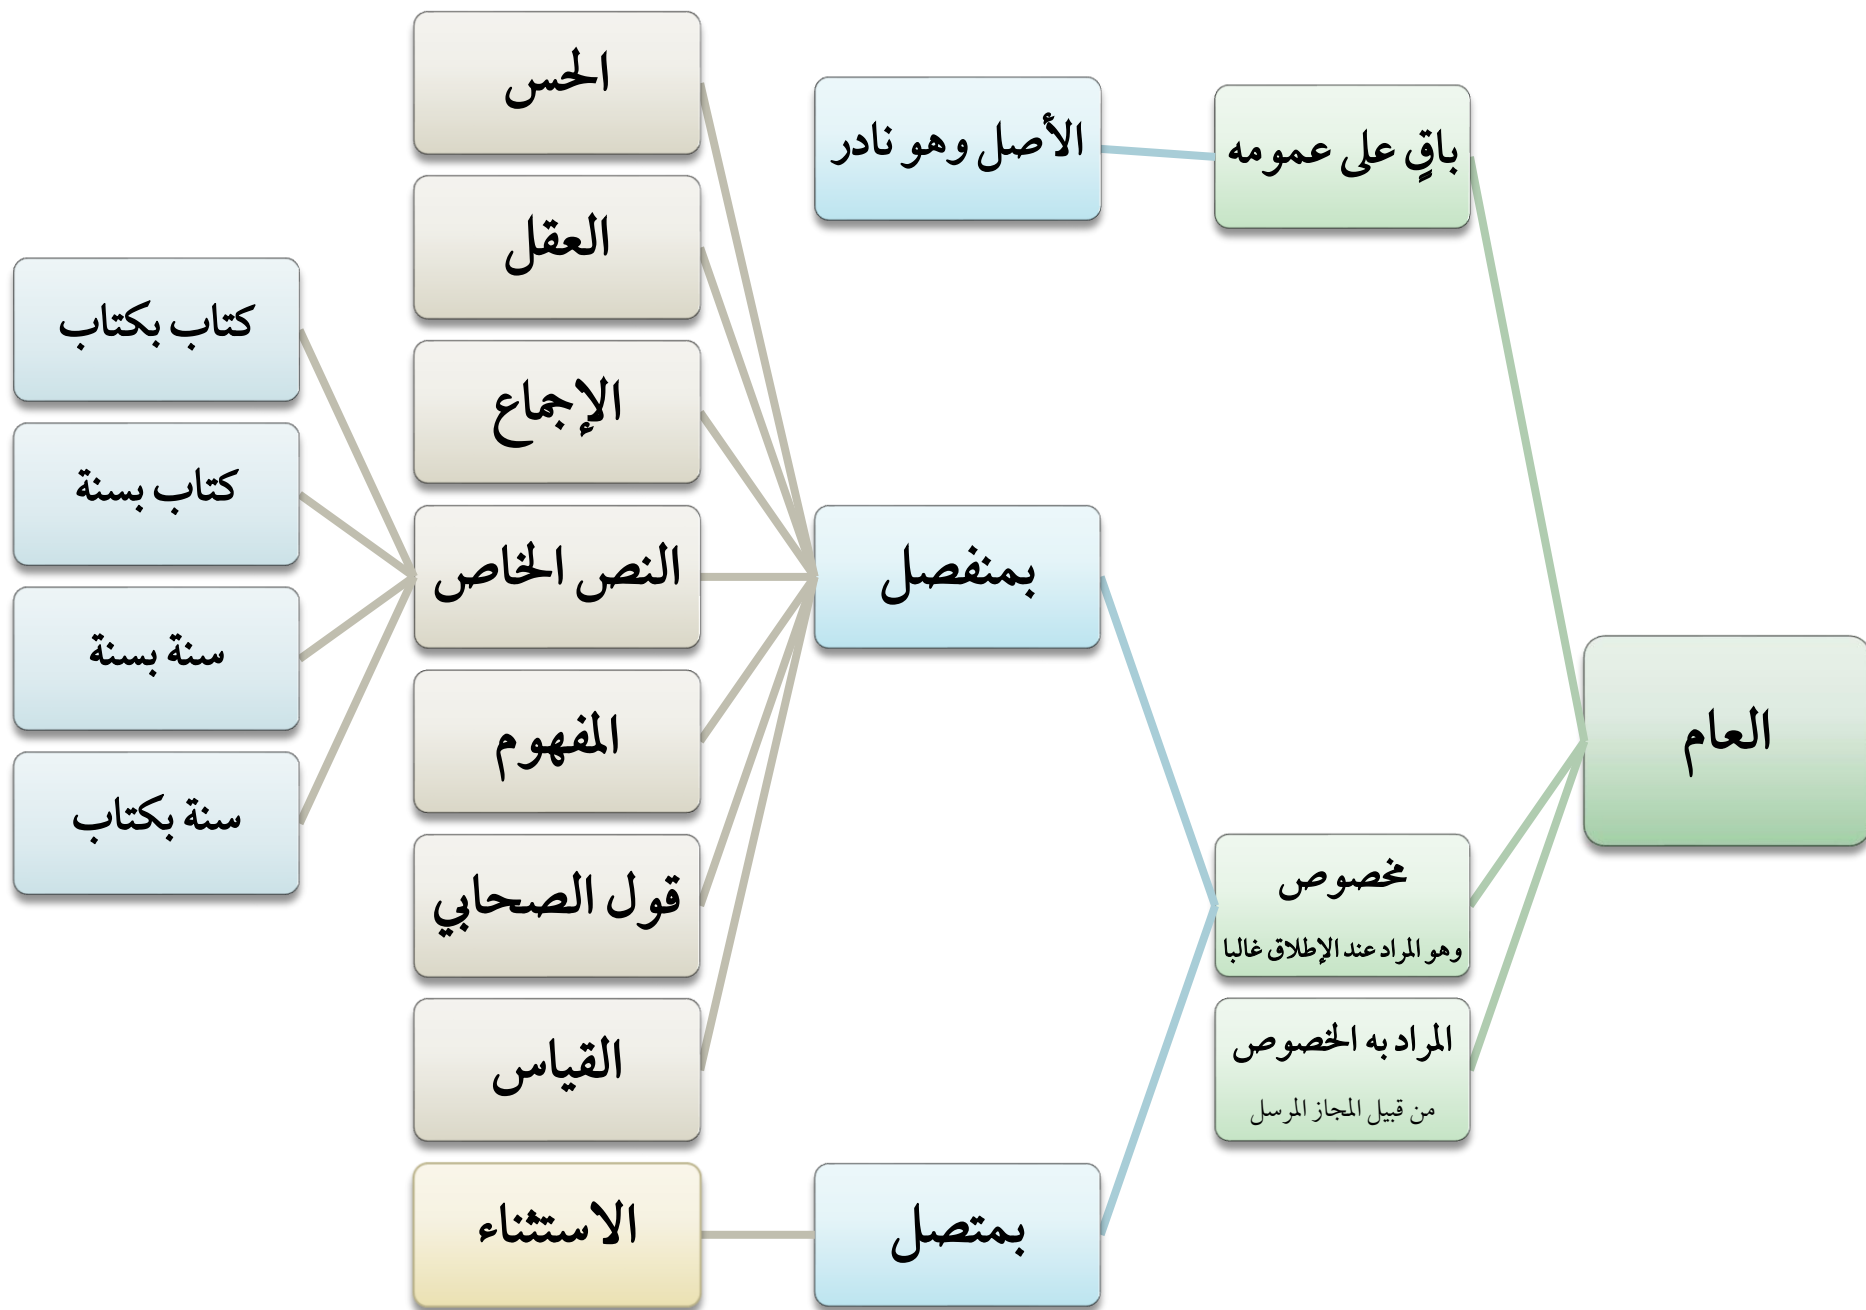 العام
باقٍ على عمومه
الأصل وهو نادر
مخصوص
وهو المراد عند الإطلاق غالبا
المراد به الخصوص
من قبيل المجاز المرسل
بمنفصل
الحس
العقل
الإجماع
النص الخاص
كتاب بكتاب
كتاب بسنة
سنة بسنة
سنة بكتاب
المفهوم
قول الصحابي
القياس
بمتصل
الاستثناء